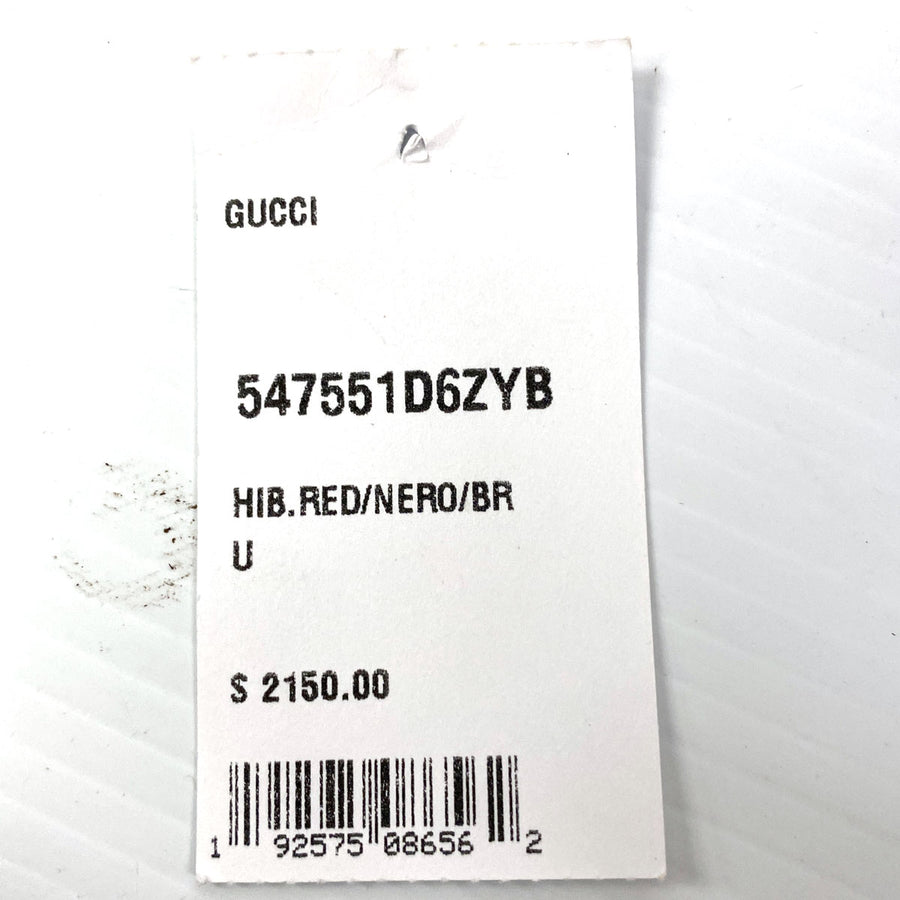 GUCCI
547551D6ZYB
HIB.RED/NERO/BR
U
$ 2150.00
1 92575 08656 2